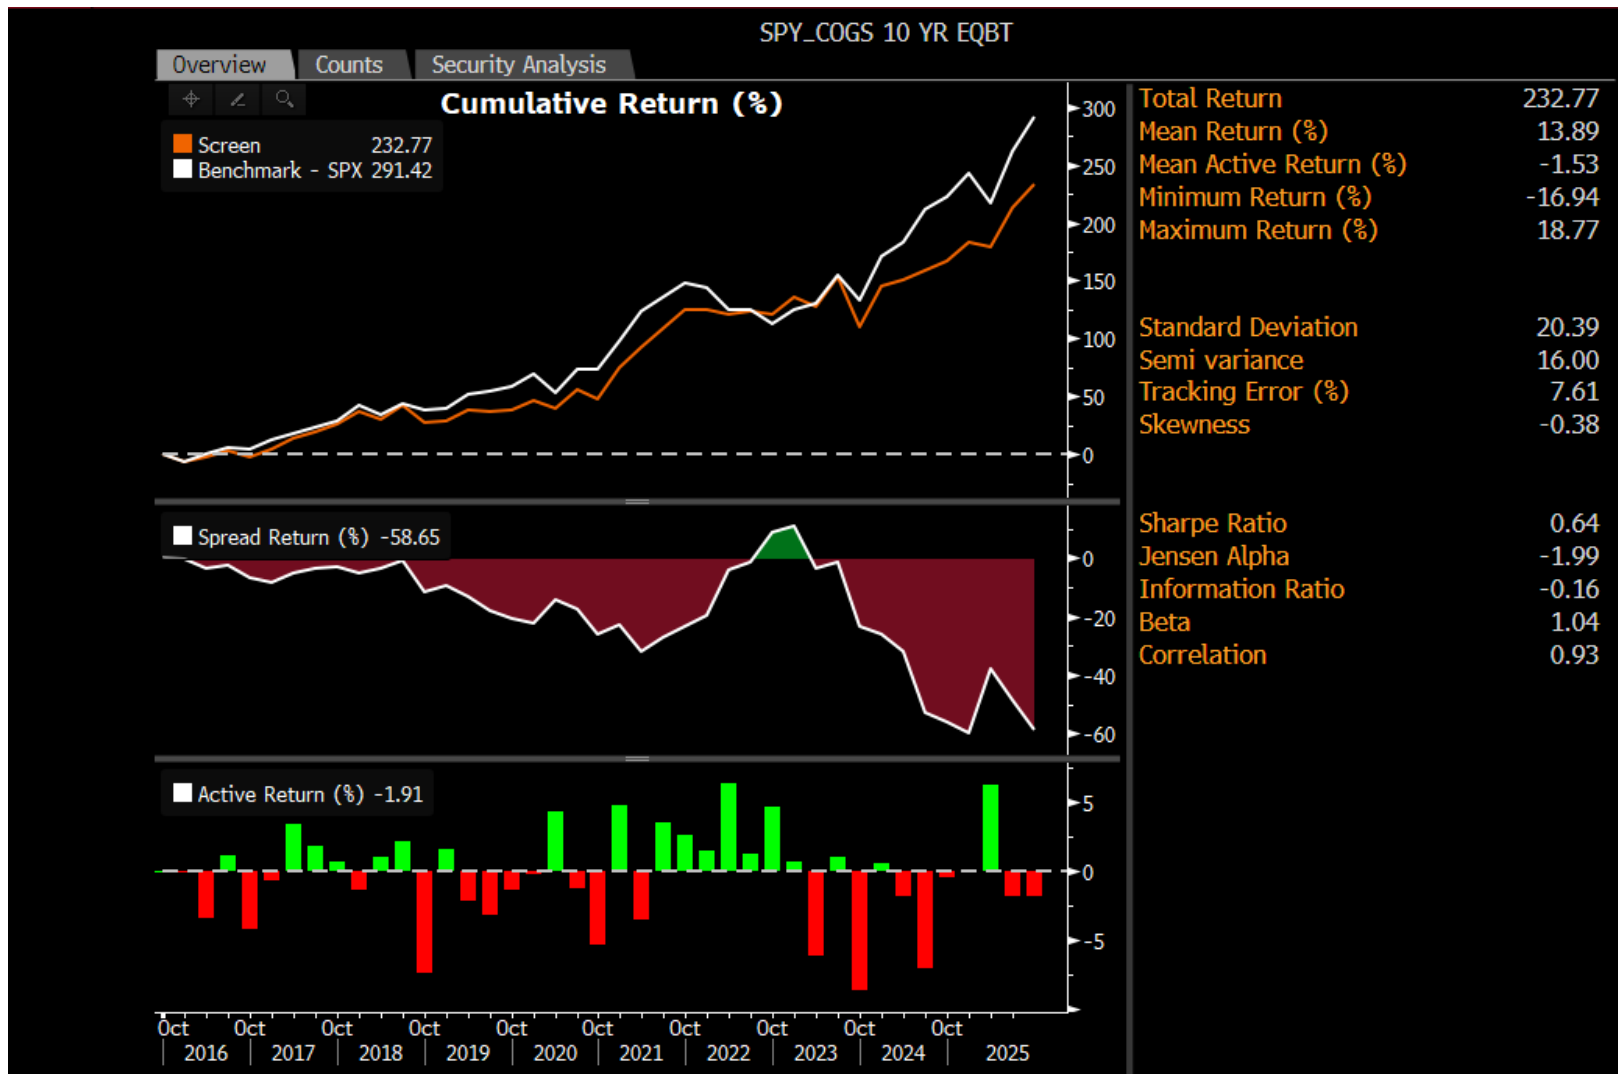 SPY_COGS 10 YR EQBT
Overview Counts Security Analysis
Cumulative Return (%)
Screen 232.77
Benchmark - SPX 291.42
300
250
200
150
100
50
0
Spread Return (%) -58.65
0
-20
-40
-60
Active Return (%) -1.91
5
0
-5
Oct Oct Oct Oct Oct Oct Oct Oct Oct Oct
2016 2017 2018 2019 2020 2021 2022 2023 2024 2025
Total Return 232.77
Mean Return (%) 13.89
Mean Active Return (%) -1.53
Minimum Return (%) -16.94
Maximum Return (%) 18.77
Standard Deviation 20.39
Semi variance 16.00
Tracking Error (%) 7.61
Skewness -0.38
Sharpe Ratio 0.64
Jensen Alpha -1.99
Information Ratio -0.16
Beta 1.04
Correlation 0.93